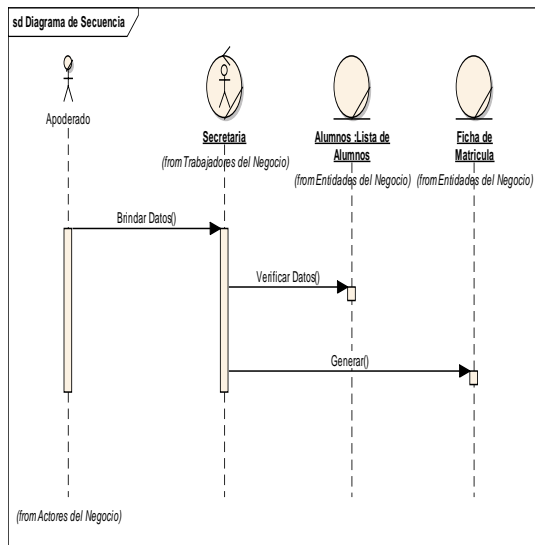 sd Diagrama de Secuencia
Apoderado
Secretaria
(from Trabajadores del Negocio)
Alumnos :Lista de
Alumnos
(from Entidades del Negocio)
Ficha de
Matricula
(from Entidades del Negocio)
Brindar Datos()
Verificar Datos()
Generar()
(from Actores del Negocio)